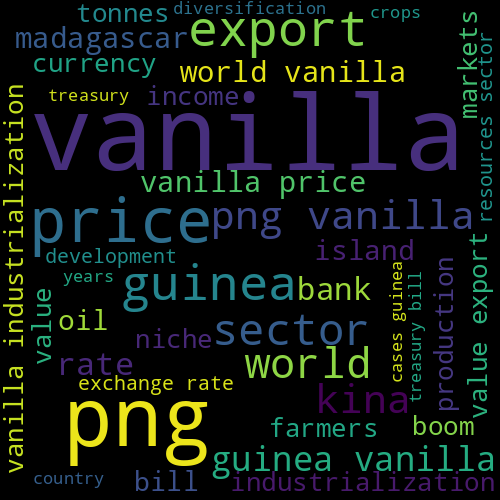 tonnes
diversification
crops
madagascar
export
markets
currency
world vanilla
resources sector
treasury
income
vanilla
vanilla industrialization
vanilla price
price
png vanilla
development
island
years
guinea
bank
cases guinea
treasury bill
production
value export
value
oil
niche
sector
rate
world
exchange rate
kina
png
farmers
boom
guinea vanilla
country
bill
industrialization